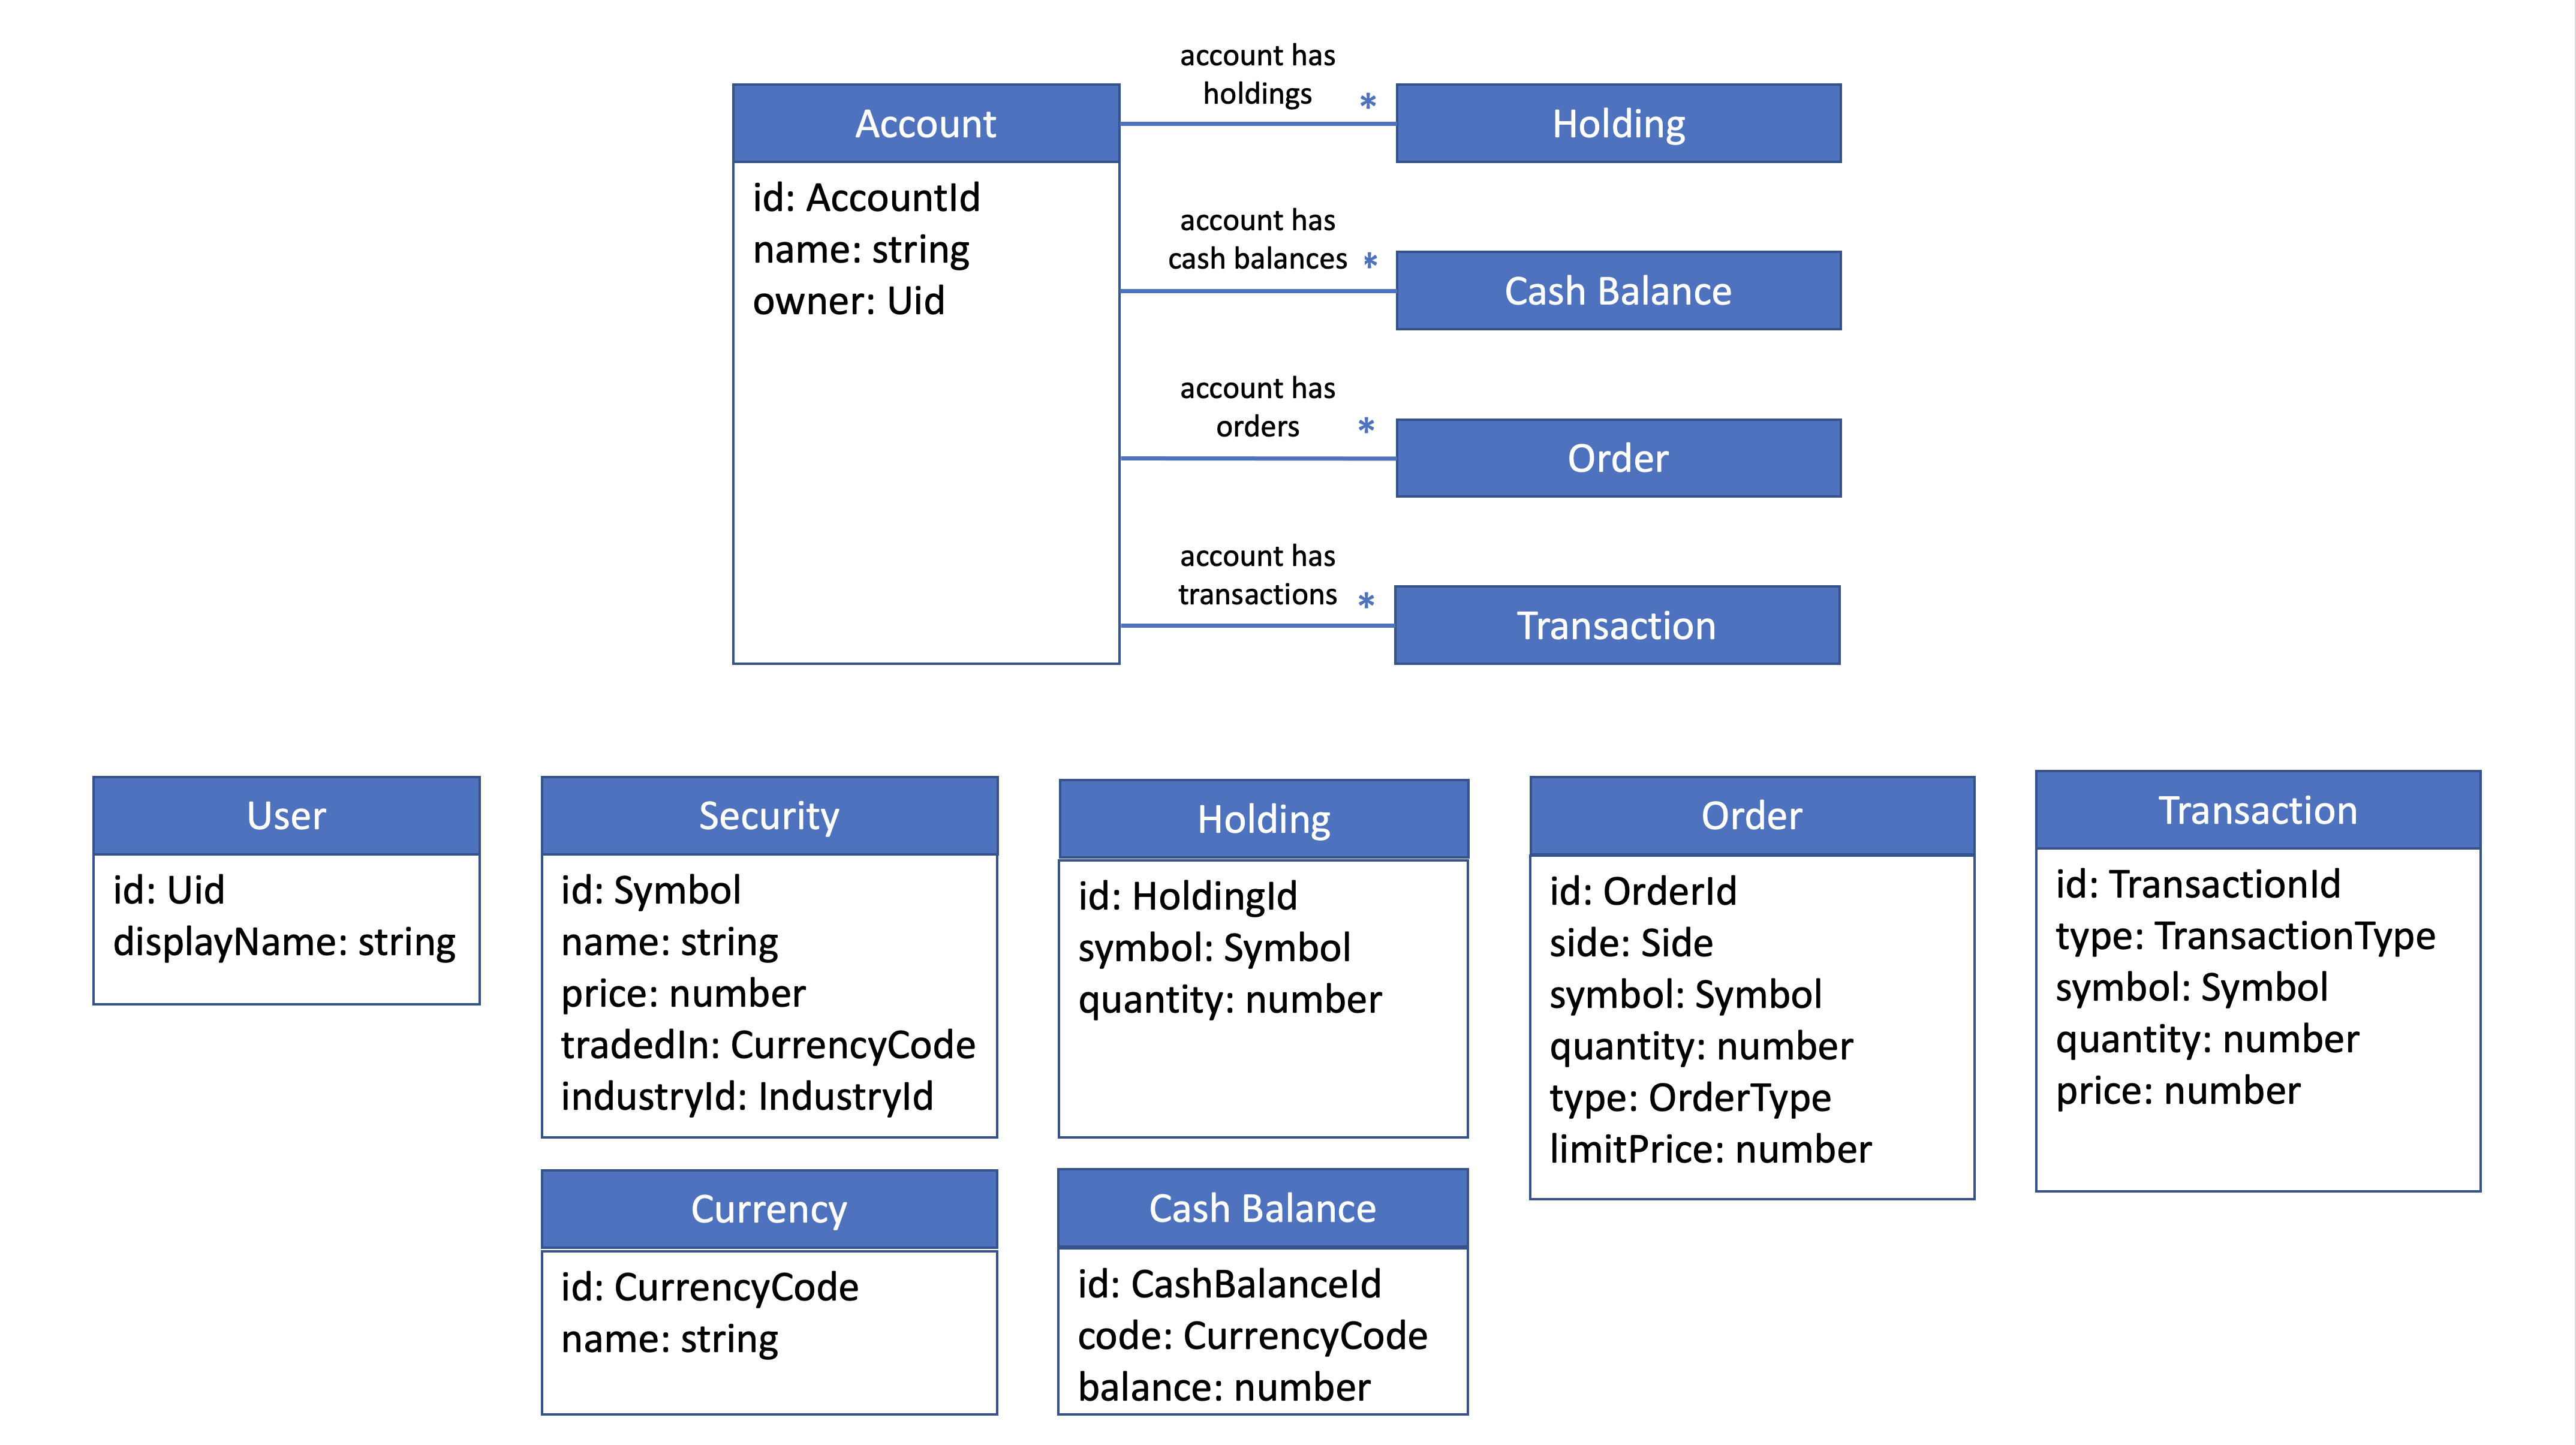 account has
holdings
*
Account
Holding
id: AccountId
name: string
owner: Uid
account has
cash balances
*
Cash Balance
account has
orders
*
Order
account has
transactions
*
Transaction
User
id: Uid
displayName: string
Security
id: Symbol
name: string
price: number
tradedIn: CurrencyCode
industryId: IndustryId
Holding
id: HoldingId
symbol: Symbol
quantity: number
Order
id: OrderId
side: Side
symbol: Symbol
quantity: number
type: OrderType
limitPrice: number
Transaction
id: TransactionId
type: TransactionType
symbol: Symbol
quantity: number
price: number
Currency
id: CurrencyCode
name: string
Cash Balance
id: CashBalanceId
code: CurrencyCode
balance: number